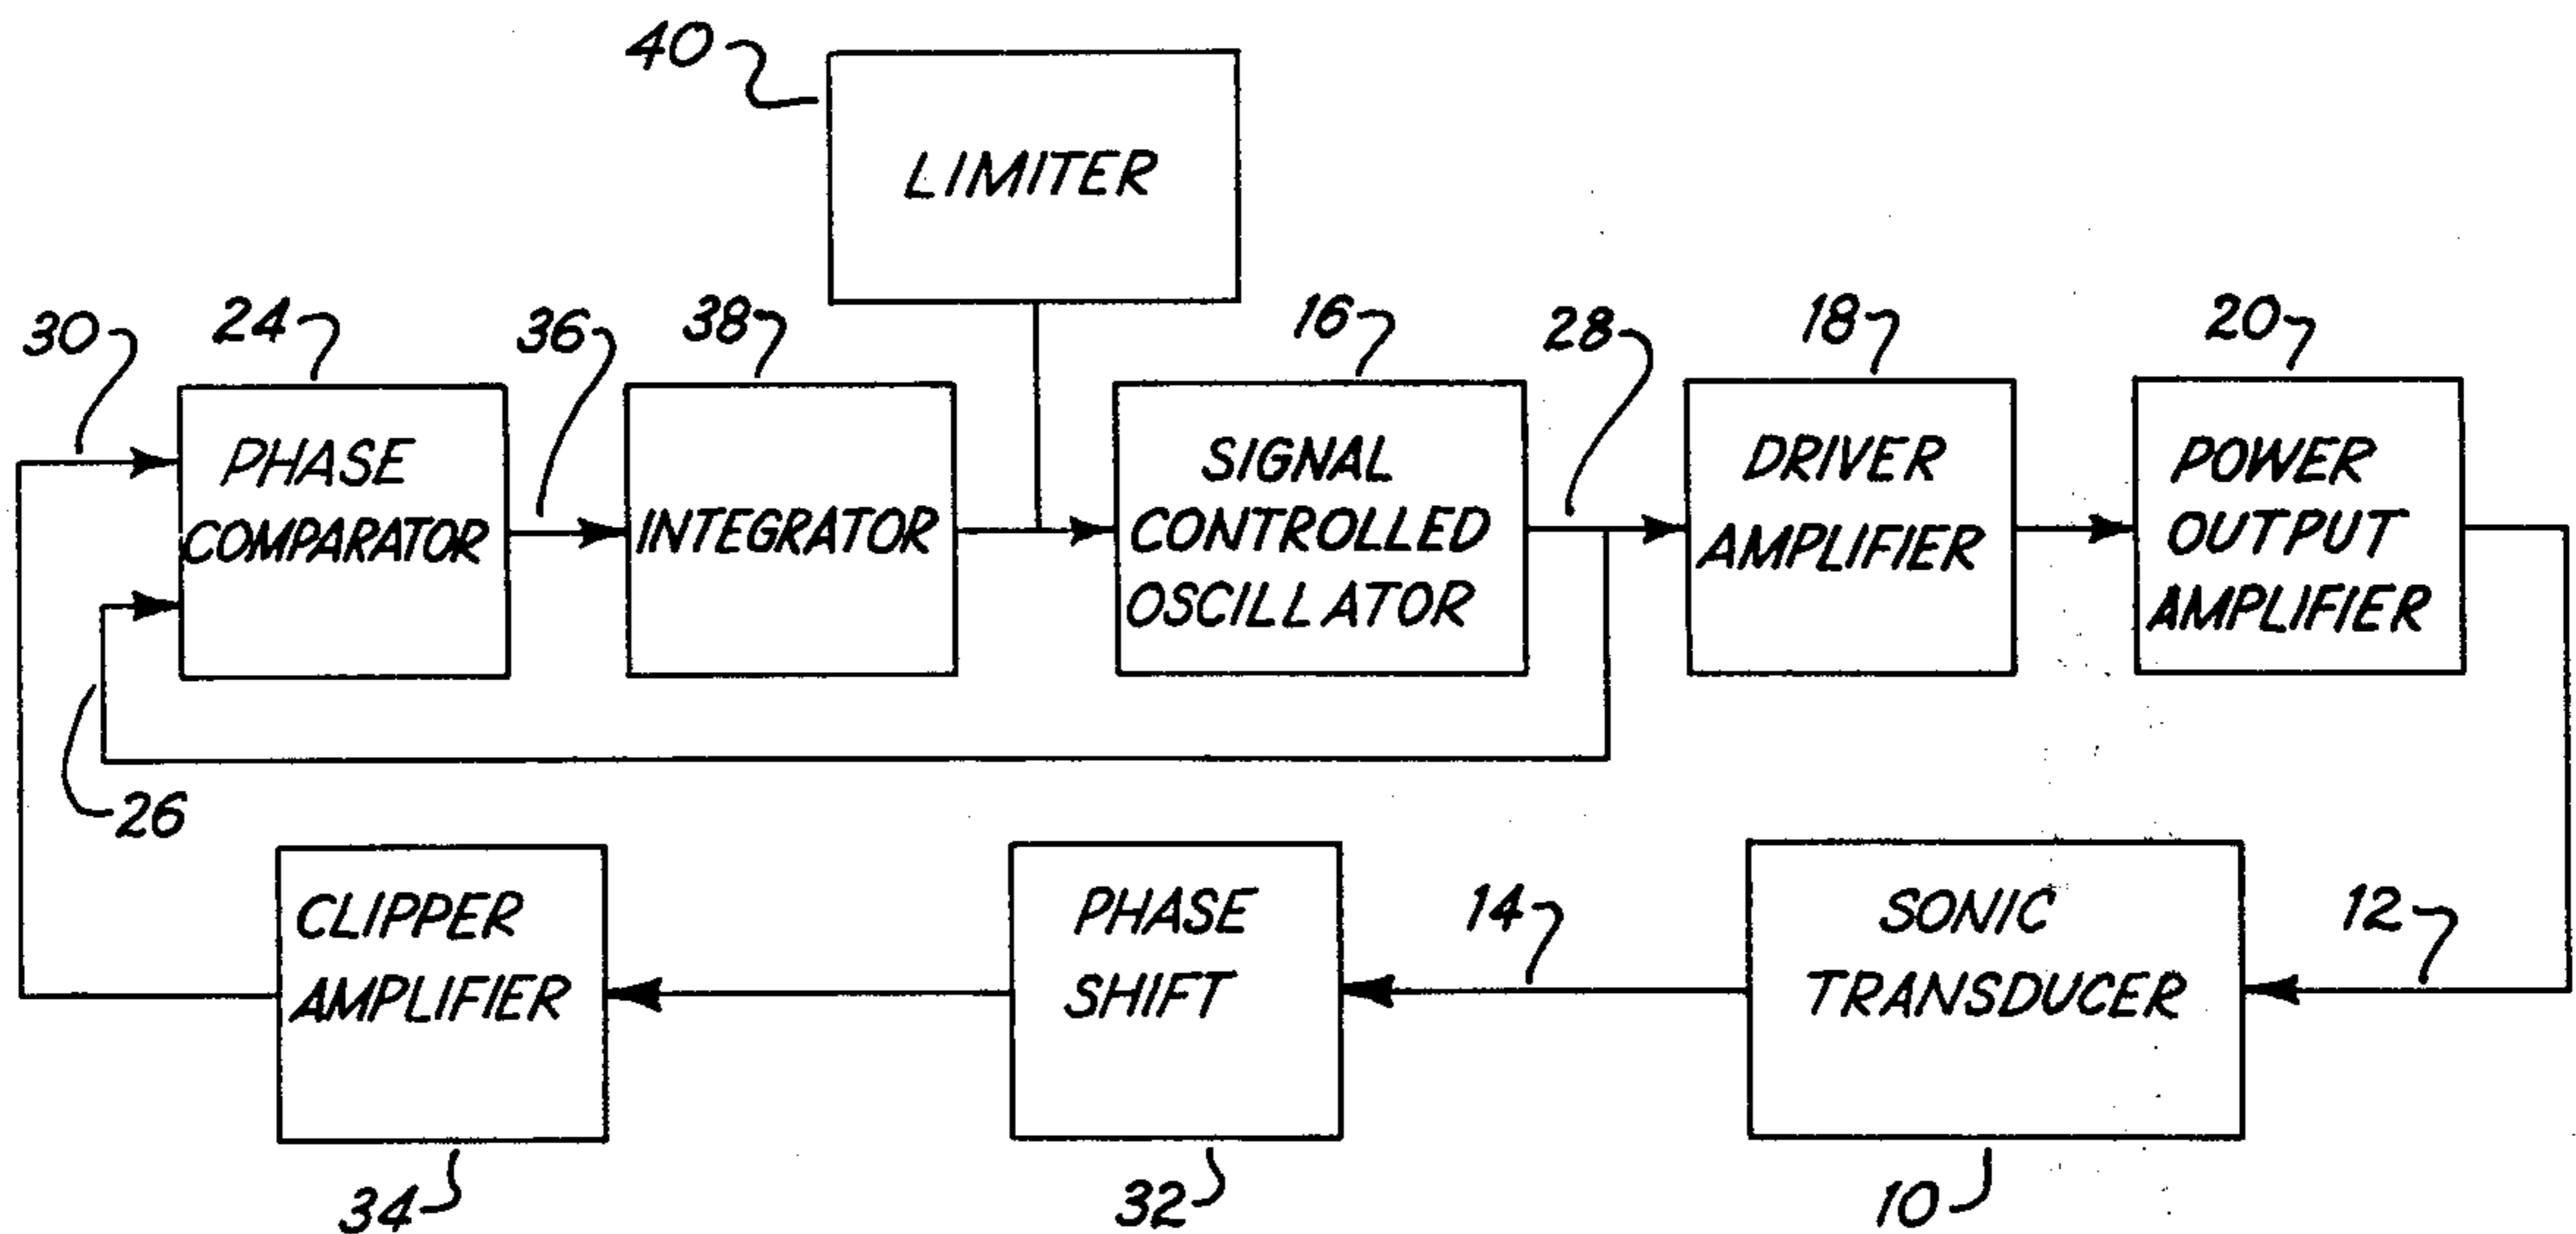 40
LIMITER
30
24
36
38
16
28
18
20
PHASE
COMPARATOR
INTEGRATOR
SIGNAL
CONTROLLED
OSCILLATOR
DRIVER
AMPLIFIER
POWER
OUTPUT
AMPLIFIER
26
CLIPPER
AMPLIFIER
PHASE
SHIFT
14
SONIC
TRANSDUCER
12
34
32
10